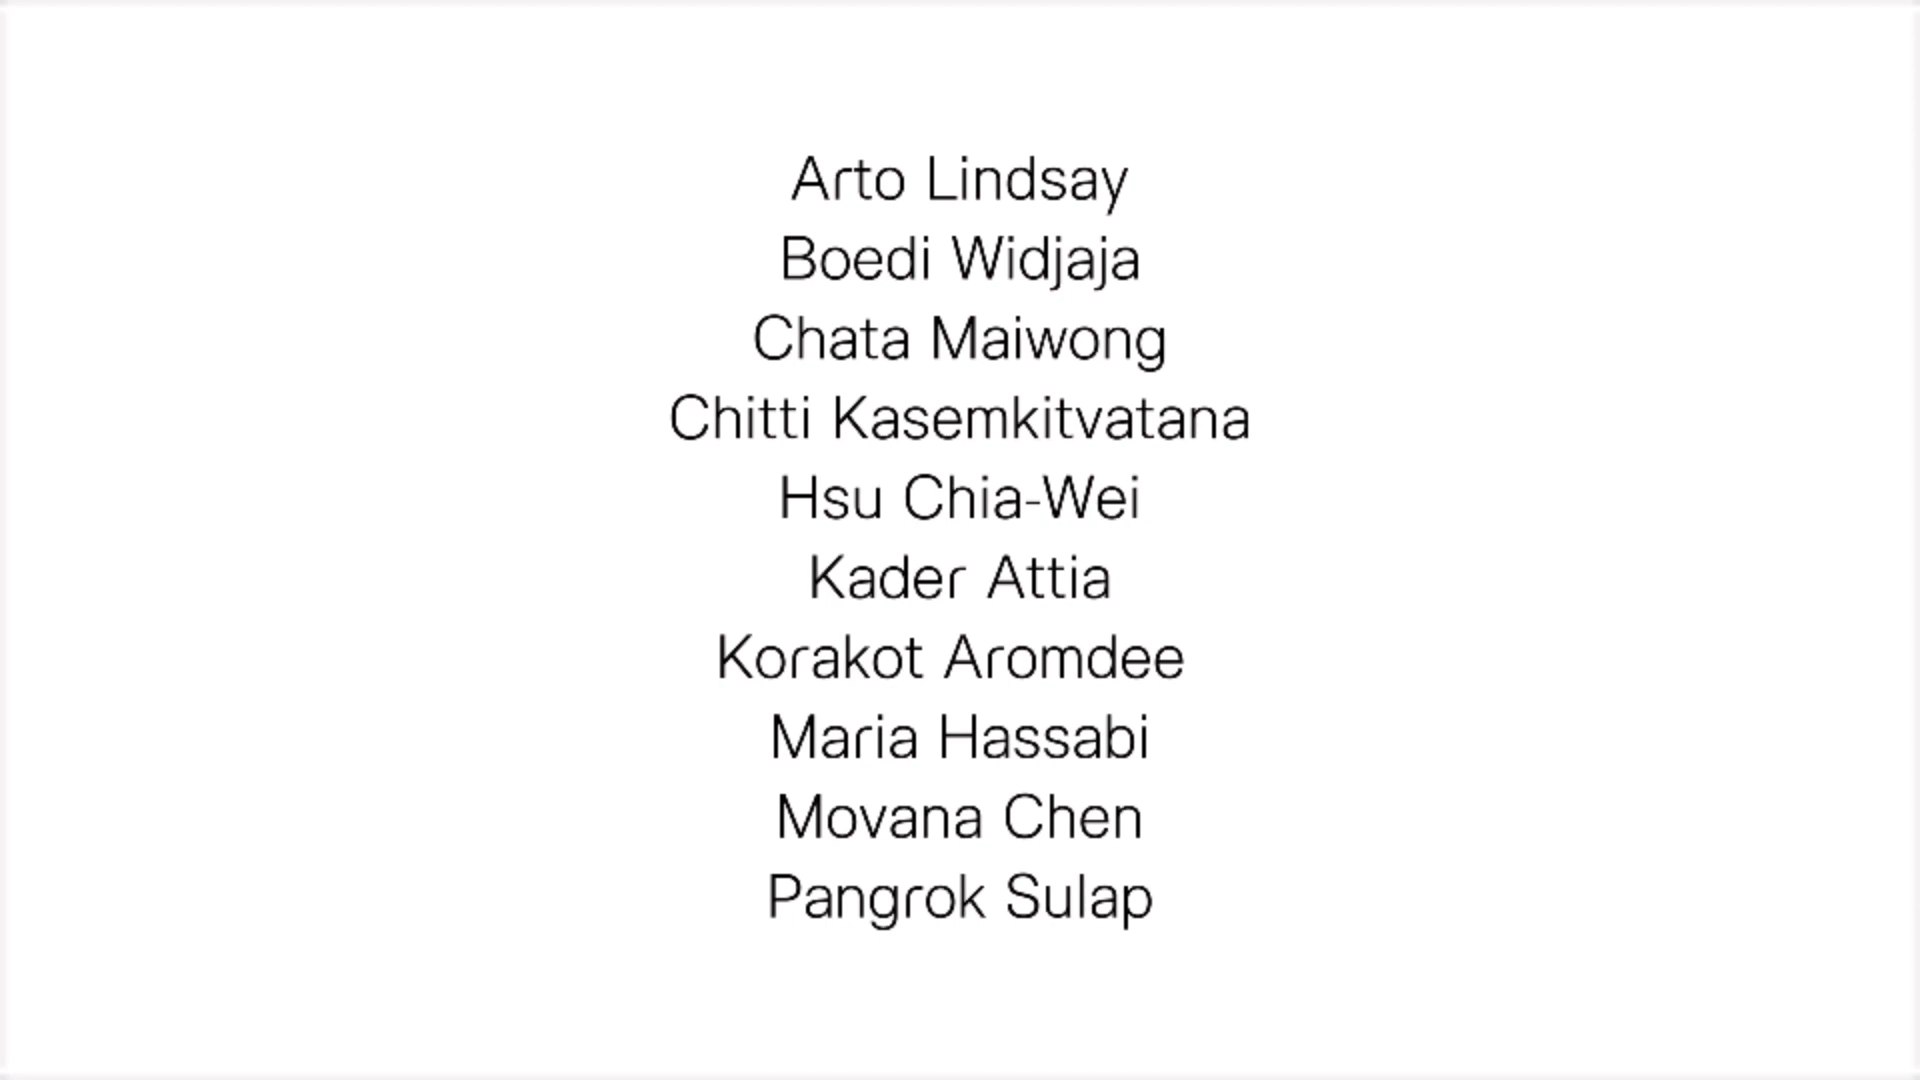 Arto Lindsay
Boedi Widjaja
Chata Maiwong
Chitti Kasemkitvatana
Hsu Chia-Wei
Kader Attia
Korakot Aromdee
Maria Hassabi
Movana Chen
Pangrok Sulap